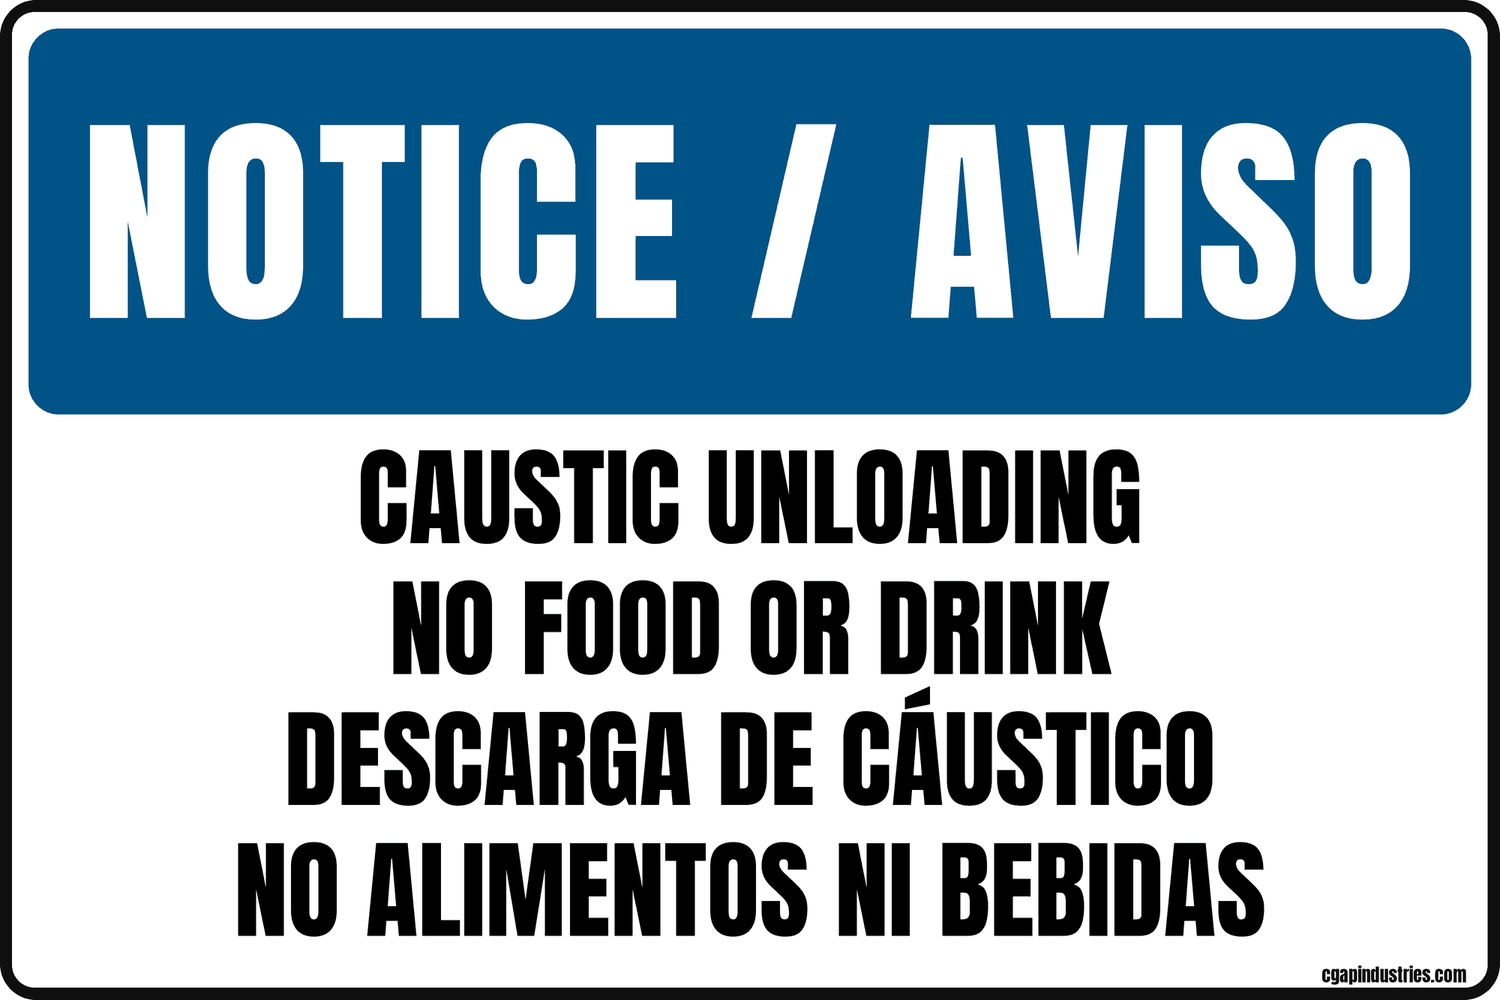 NOTICE / AVISO
CAUSTIC UNLOADING
NO FOOD OR DRINK
DESCARGA DE CÁUSTICO
NO ALIMENTOS NI BEBIDAS
cgapindustries.com